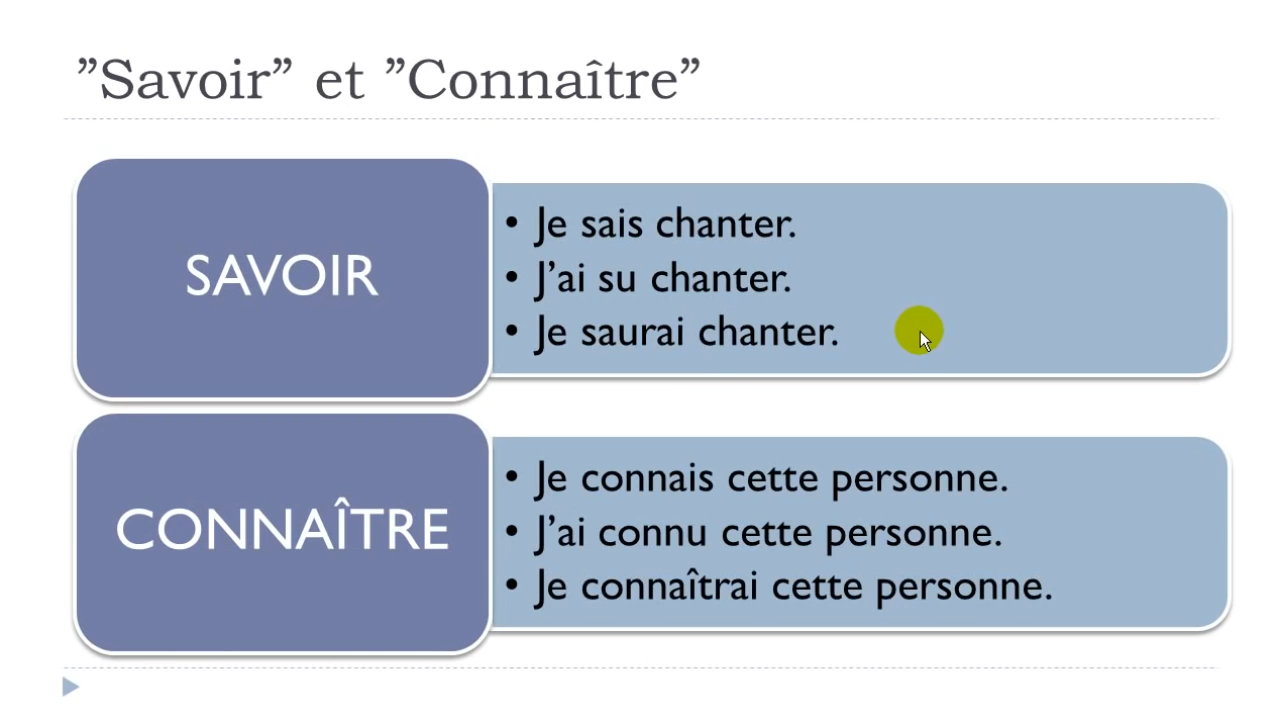 ”Savoir” et ”Connaître”
SAVOIR
• Je sais chanter.
• J’ai su chanter.
• Je saurai chanter.
CONNAÎTRE
• Je connais cette personne.
• J’ai connu cette personne.
• Je connaîtrai cette personne.